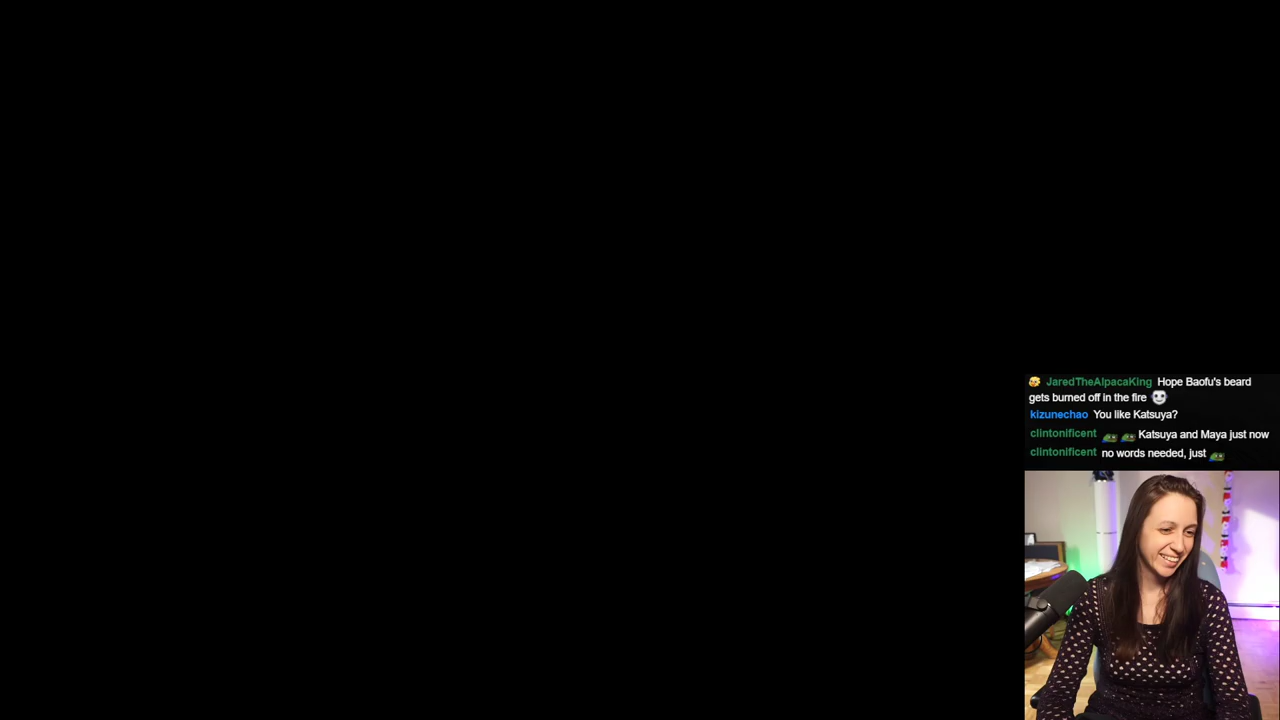 JaredTheAlpacaKing Hope Baofu's beard
gets burned off in the fire
kizunechao You like Katsuya?
clintonificent Katsuya and Maya just now
clintonificent no words needed, just